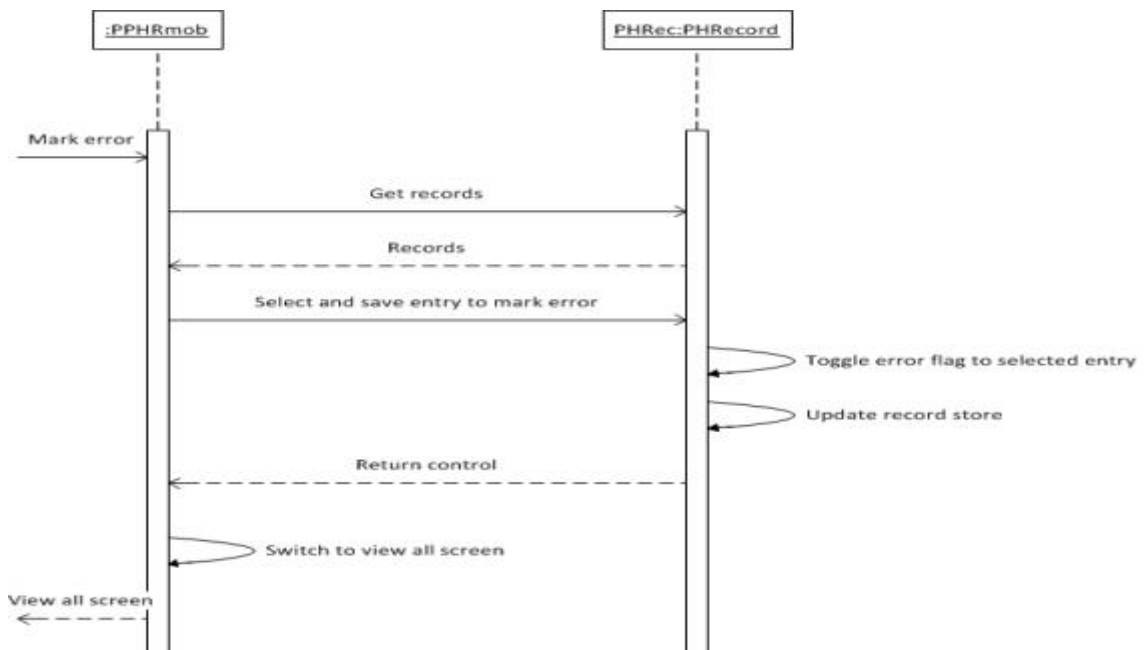 :PPHRmob
PHRec:PHRecord
Mark error
Get records
Records
Select and save entry to mark error
Toggle error flag to selected entry
Update record store
Return control
Switch to view all screen
View all screen